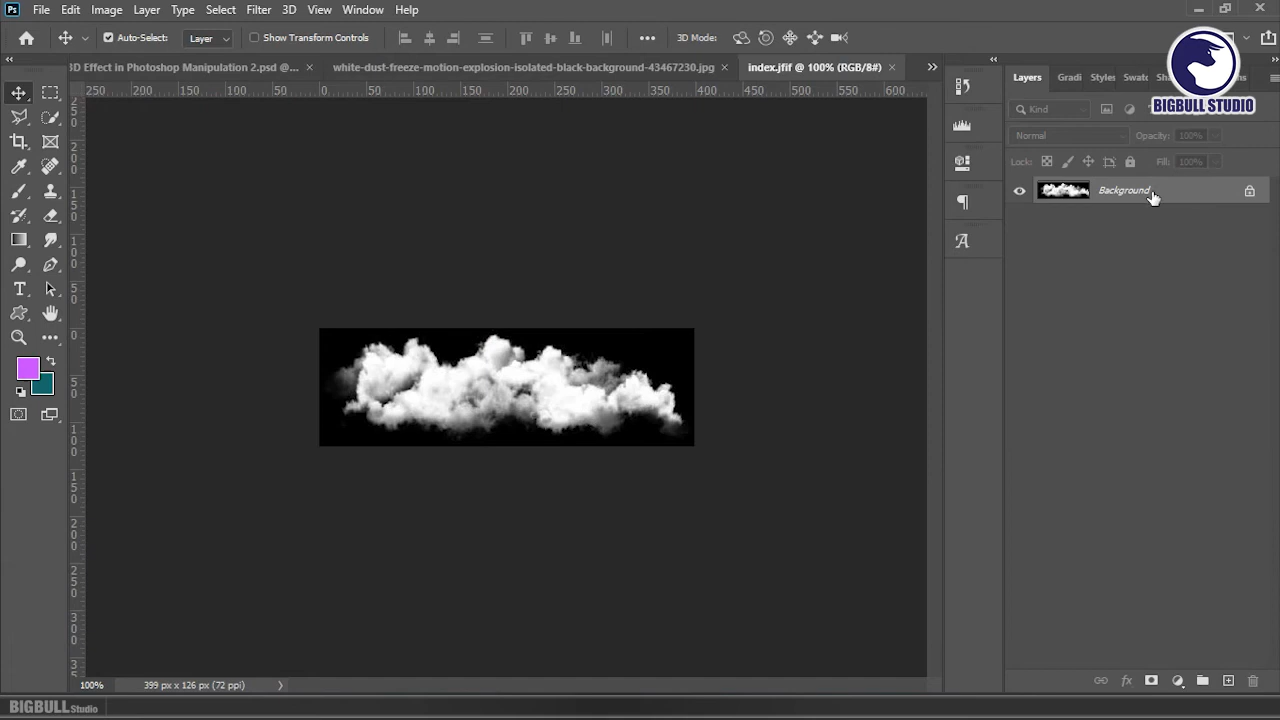 Ps File Edit Image Layer Type Select Filter 3D View Window Help
Auto-Select: Layer Show Transform Controls 3D Mode:
3D Effect in Photoshop Manipulation 2.psd @... × white-dust-freeze-motion-explosion-isolated-black-background-43467230.jpg × index.jfif @ 100% (RGB/8#) ×
250 200 150 100 50 0 50 100 150 200 250 300 350 400 450 500 550 600
Layers Gradi Styles Swatc
BIGBULL STUDIO
Kind
Normal Opacity: 100%
Lock: Fill: 100%
Background
100% 399 px x 126 px (72 ppi)
BIGBULL Studio